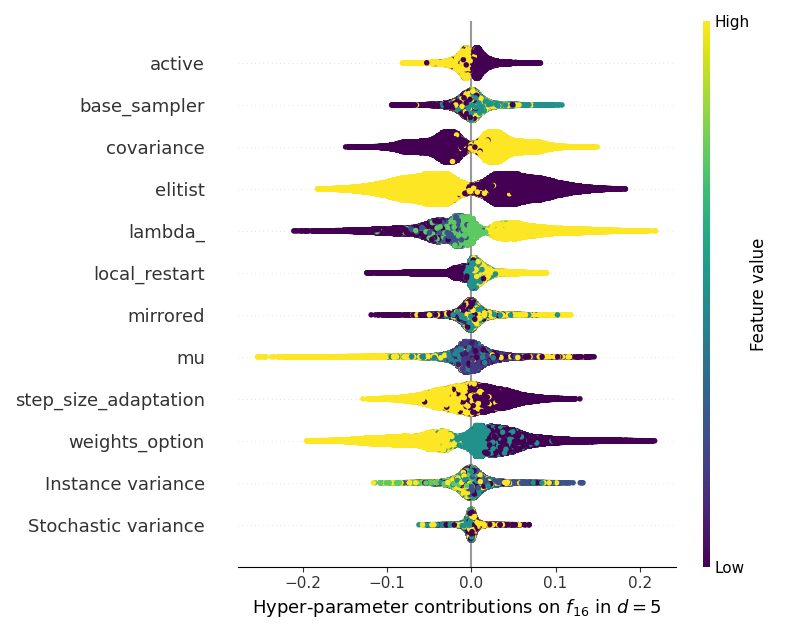 High
active
base_sampler
covariance
elitist
lambda_
local_restart
mirrored
mu
step_size_adaptation
weights_option
Instance variance
Stochastic variance
Feature value
Low
−0.2 −0.1 0.0 0.1 0.2
Hyper-parameter contributions on f16 in d = 5